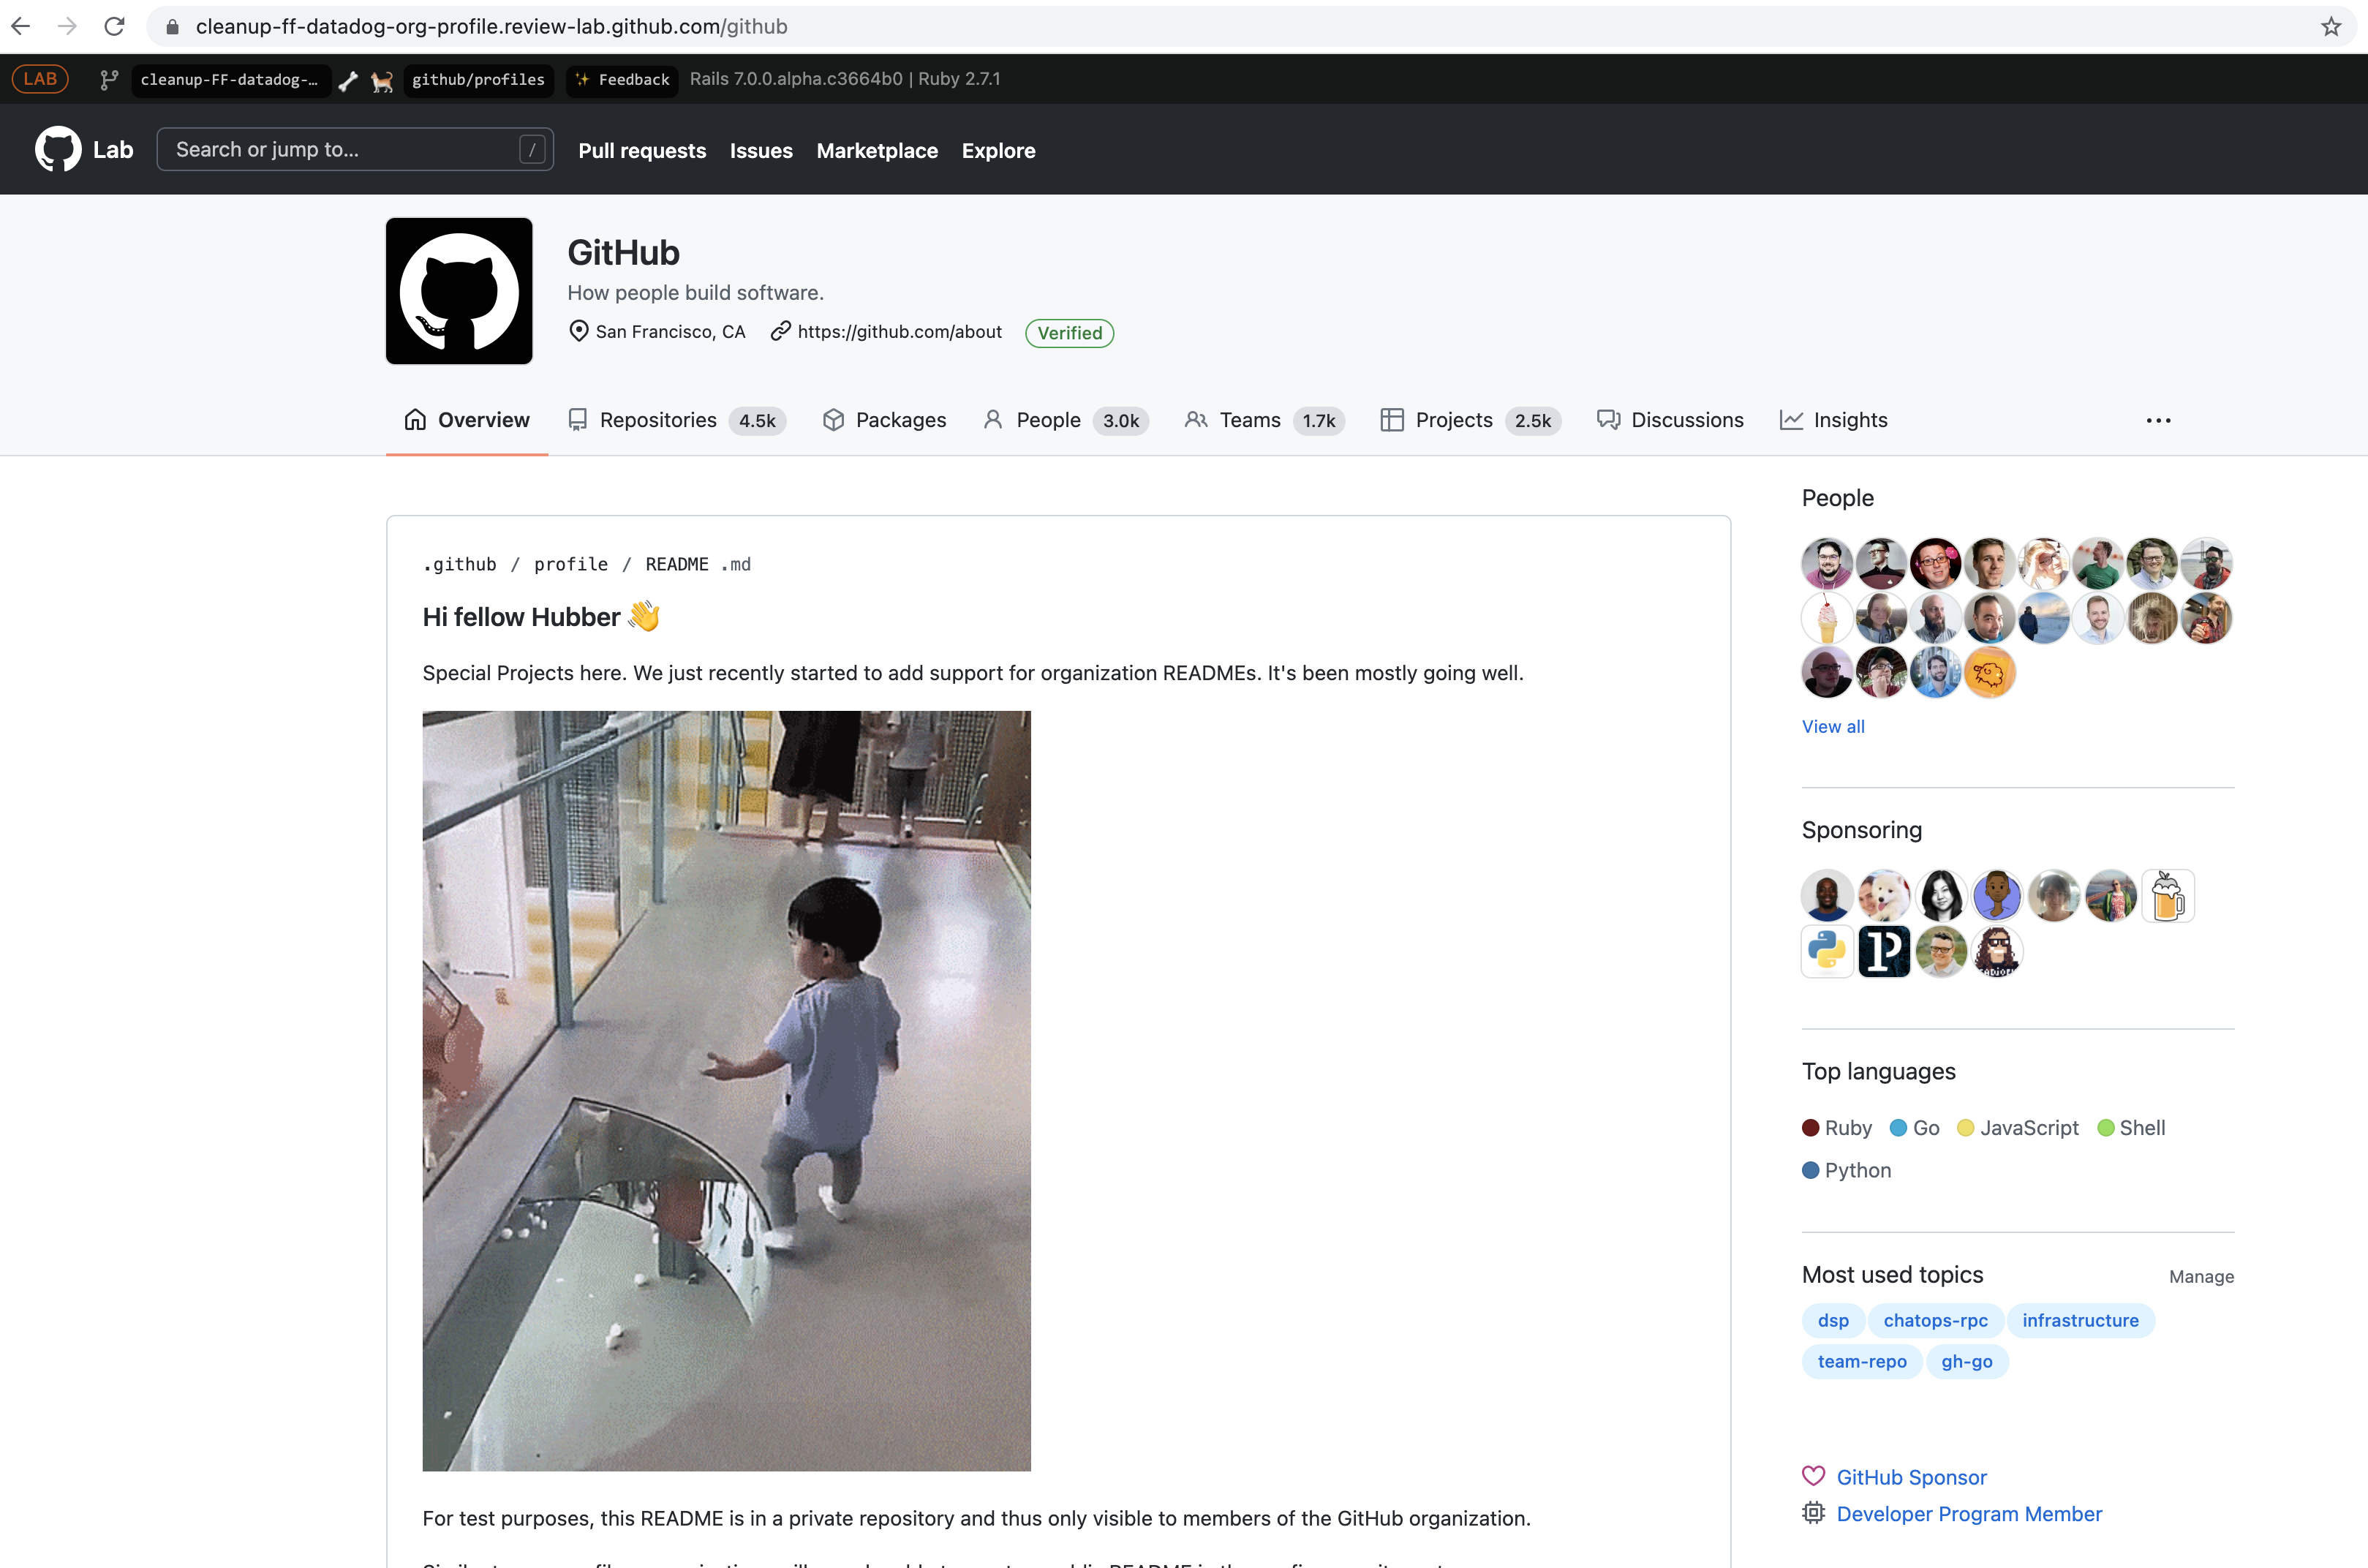 cleanup-ff-datadog-org-profile.review-lab.github.com/github
LAB cleanup-FF-datadog-… github/profiles ✨ Feedback Rails 7.0.0.alpha.c3664b0 | Ruby 2.7.1
Lab Search or jump to... / Pull requests Issues Marketplace Explore
GitHub
How people build software.
San Francisco, CA https://github.com/about Verified
Overview Repositories 4.5k Packages People 3.0k Teams 1.7k Projects 2.5k Discussions Insights ...
.github / profile / README .md
Hi fellow Hubber 👋
Special Projects here. We just recently started to add support for organization READMEs. It's been mostly going well.
For test purposes, this README is in a private repository and thus only visible to members of the GitHub organization.
People
View all
Sponsoring
Top languages
Ruby Go JavaScript Shell
Python
Most used topics Manage
dsp chatops-rpc infrastructure
team-repo gh-go
GitHub Sponsor
Developer Program Member